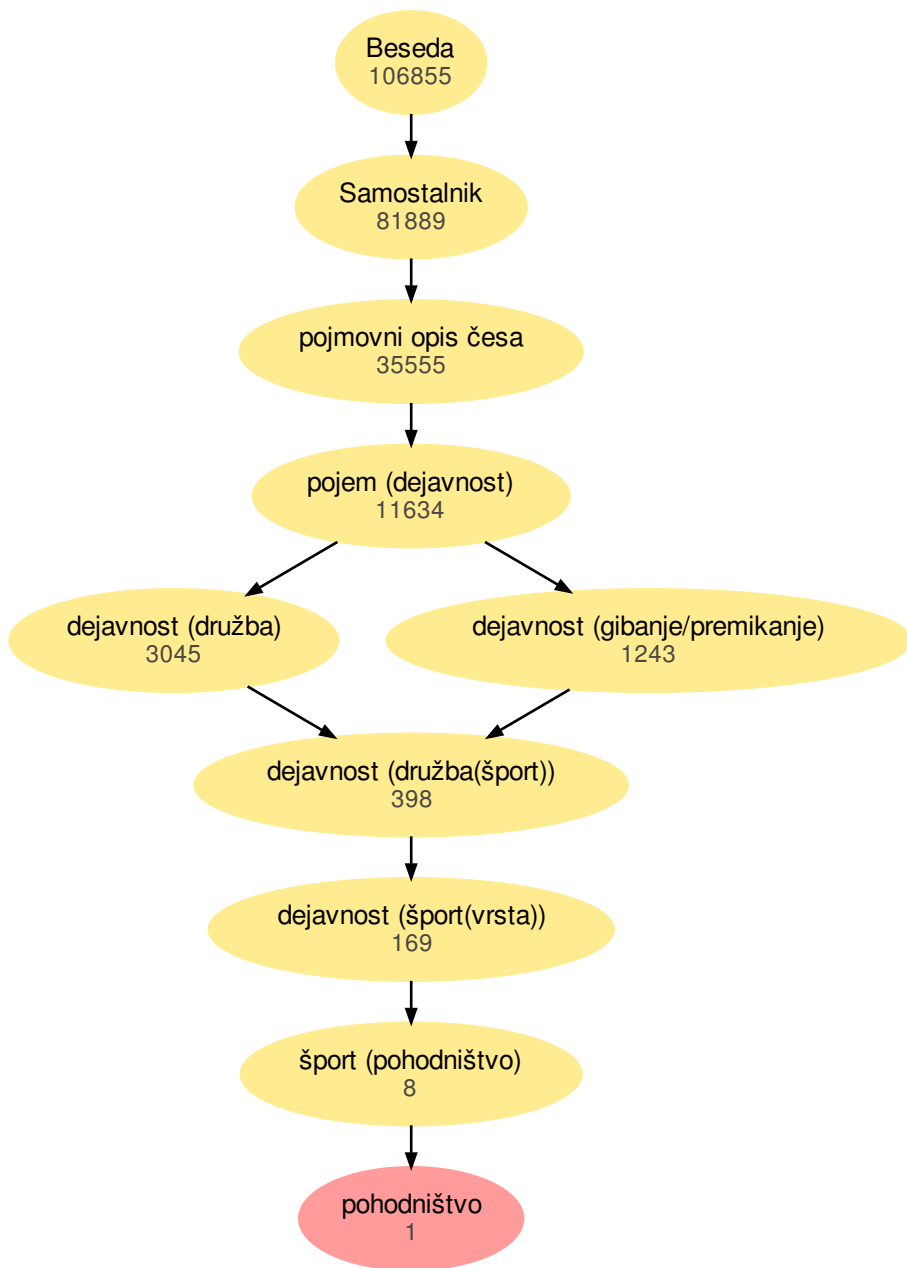 Beseda
106855
Samostalnik
81889
pojmovni opis česa
35555
pojem (dejavnost)
11634
dejavnost (družba)
3045
dejavnost (gibanje/premikanje)
1243
dejavnost (družba(šport))
398
dejavnost (šport(vrsta))
169
šport (pohodništvo)
8
pohodništvo
1